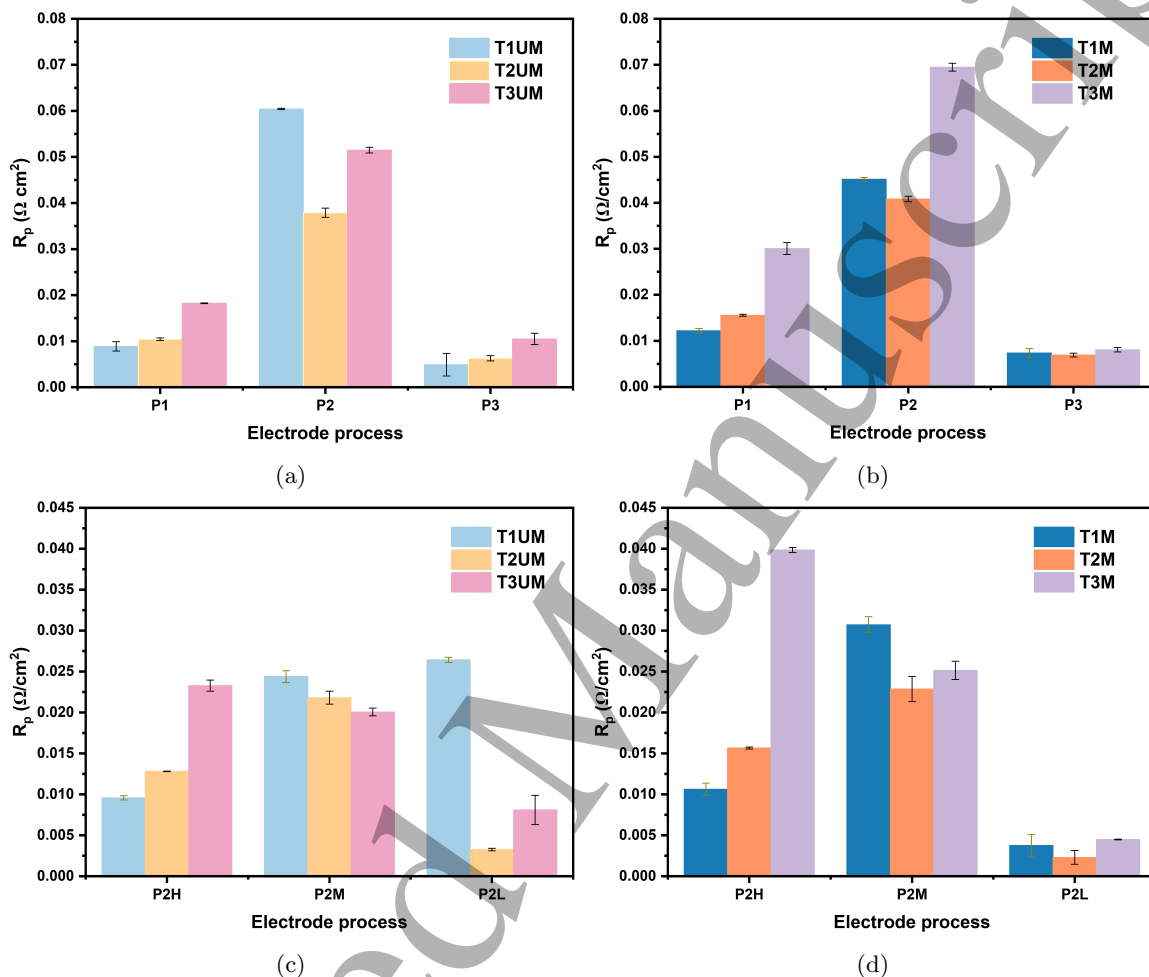 0.08
0.07
0.06
0.05
0.04
0.03
0.02
0.01
0.00
Rp (Ω cm²)
T1UM
T2UM
T3UM
P1 P2 P3
Electrode process
(a)
0.08
0.07
0.06
0.05
0.04
0.03
0.02
0.01
0.00
Rp (Ω/cm²)
T1M
T2M
T3M
P1 P2 P3
Electrode process
(b)
0.045
0.040
0.035
0.030
0.025
0.020
0.015
0.010
0.005
0.000
Rp (Ω/cm²)
T1UM
T2UM
T3UM
P2H P2M P2L
Electrode process
(c)
0.045
0.040
0.035
0.030
0.025
0.020
0.015
0.010
0.005
0.000
Rp (Ω/cm²)
T1M
T2M
T3M
P2H P2M P2L
Electrode process
(d)
d Manuscrip